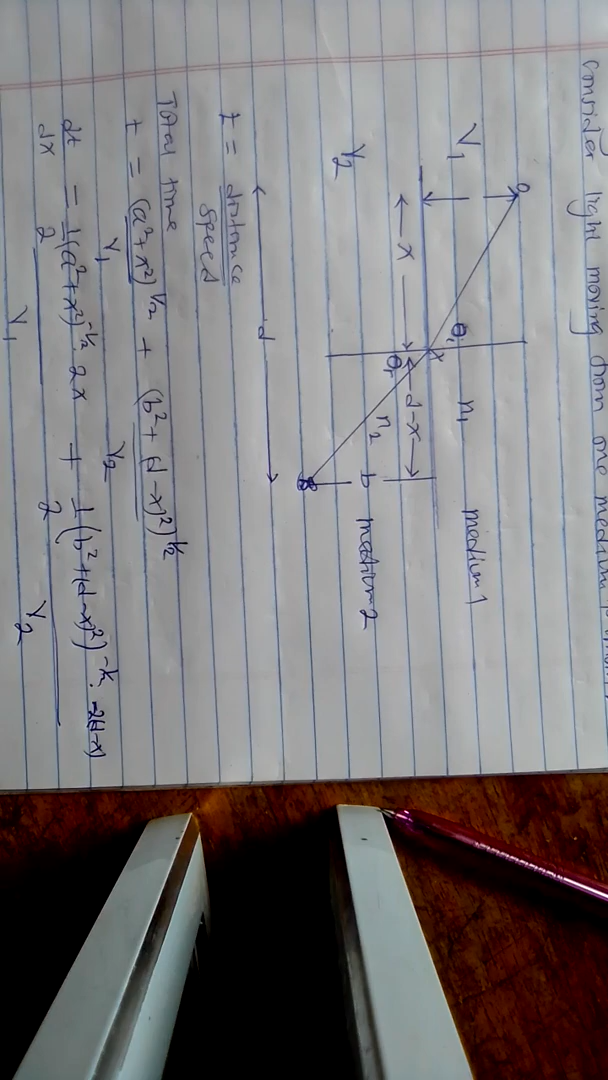 consider light moving from one medium
V₁ θ₁ n₁ medium 1
x
← x → ← d-x →
V₂ n₂ b medium 2
d
t = distance
speed
Total time
t = (a²+x²)^½ + (b²+(d-x)²)^½
V₁ V₂
dt = 1(a²+x²)^-½ · 2x + 1(b²+(d-x)²)^-½ · -2(d-x)
dx 2 2
V₁ V₂